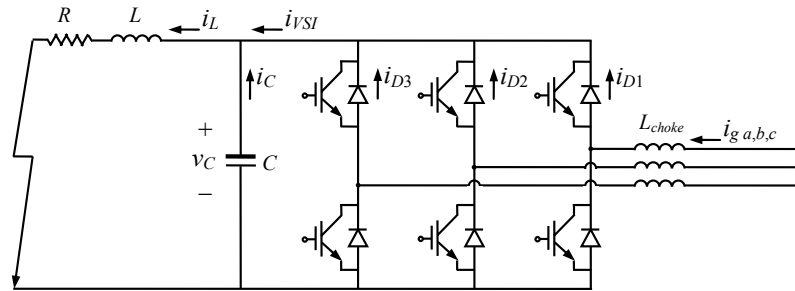 R L i_L i_VSI
i_C i_D3 i_D2 i_D1
L_choke i_g a,b,c
+
v_C C
−